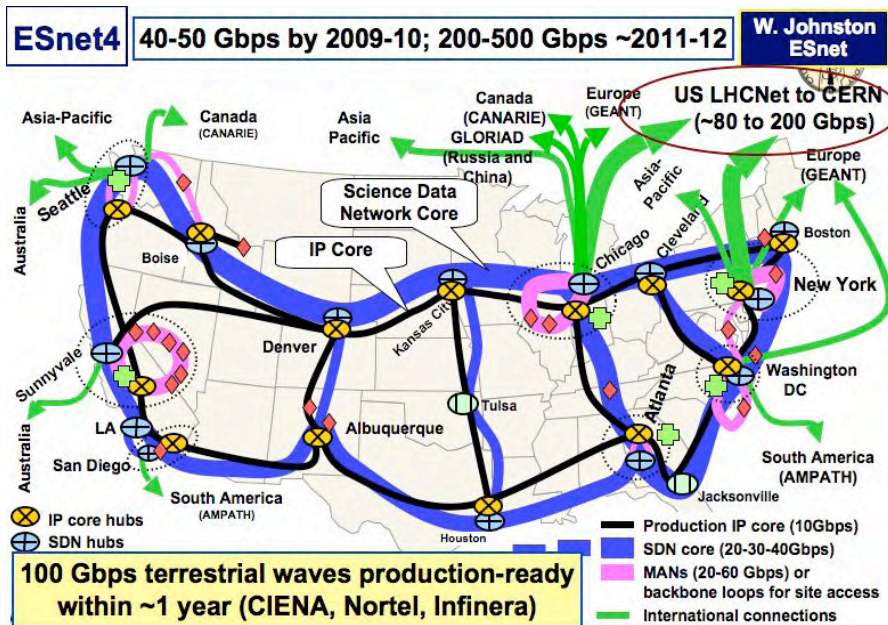 ESnet4
40-50 Gbps by 2009-10; 200-500 Gbps ~2011-12
W. Johnston
ESnet
US LHCNet to CERN
(~80 to 200 Gbps)
Asia-Pacific
Canada
(CANARIE)
Asia
Pacific
Canada
(CANARIE)
GLORIAD
(Russia and
China)
Europe
(GEANT)
Asia-
Pacific
Europe
(GEANT)
Australia
Seattle
Boise
Science Data
Network Core
IP Core
Chicago
Cleveland
Boston
New York
Kansas City
Denver
Sunnyvale
Washington
DC
Atlanta
Tulsa
LA
Albuquerque
San Diego
Australia
South America
(AMPATH)
South America
(AMPATH)
Jacksonville
Houston
IP core hubs
SDN hubs
Production IP core (10Gbps)
SDN core (20-30-40Gbps)
MANs (20-60 Gbps) or
backbone loops for site access
International connections
100 Gbps terrestrial waves production-ready
within ~1 year (CIENA, Nortel, Infinera)